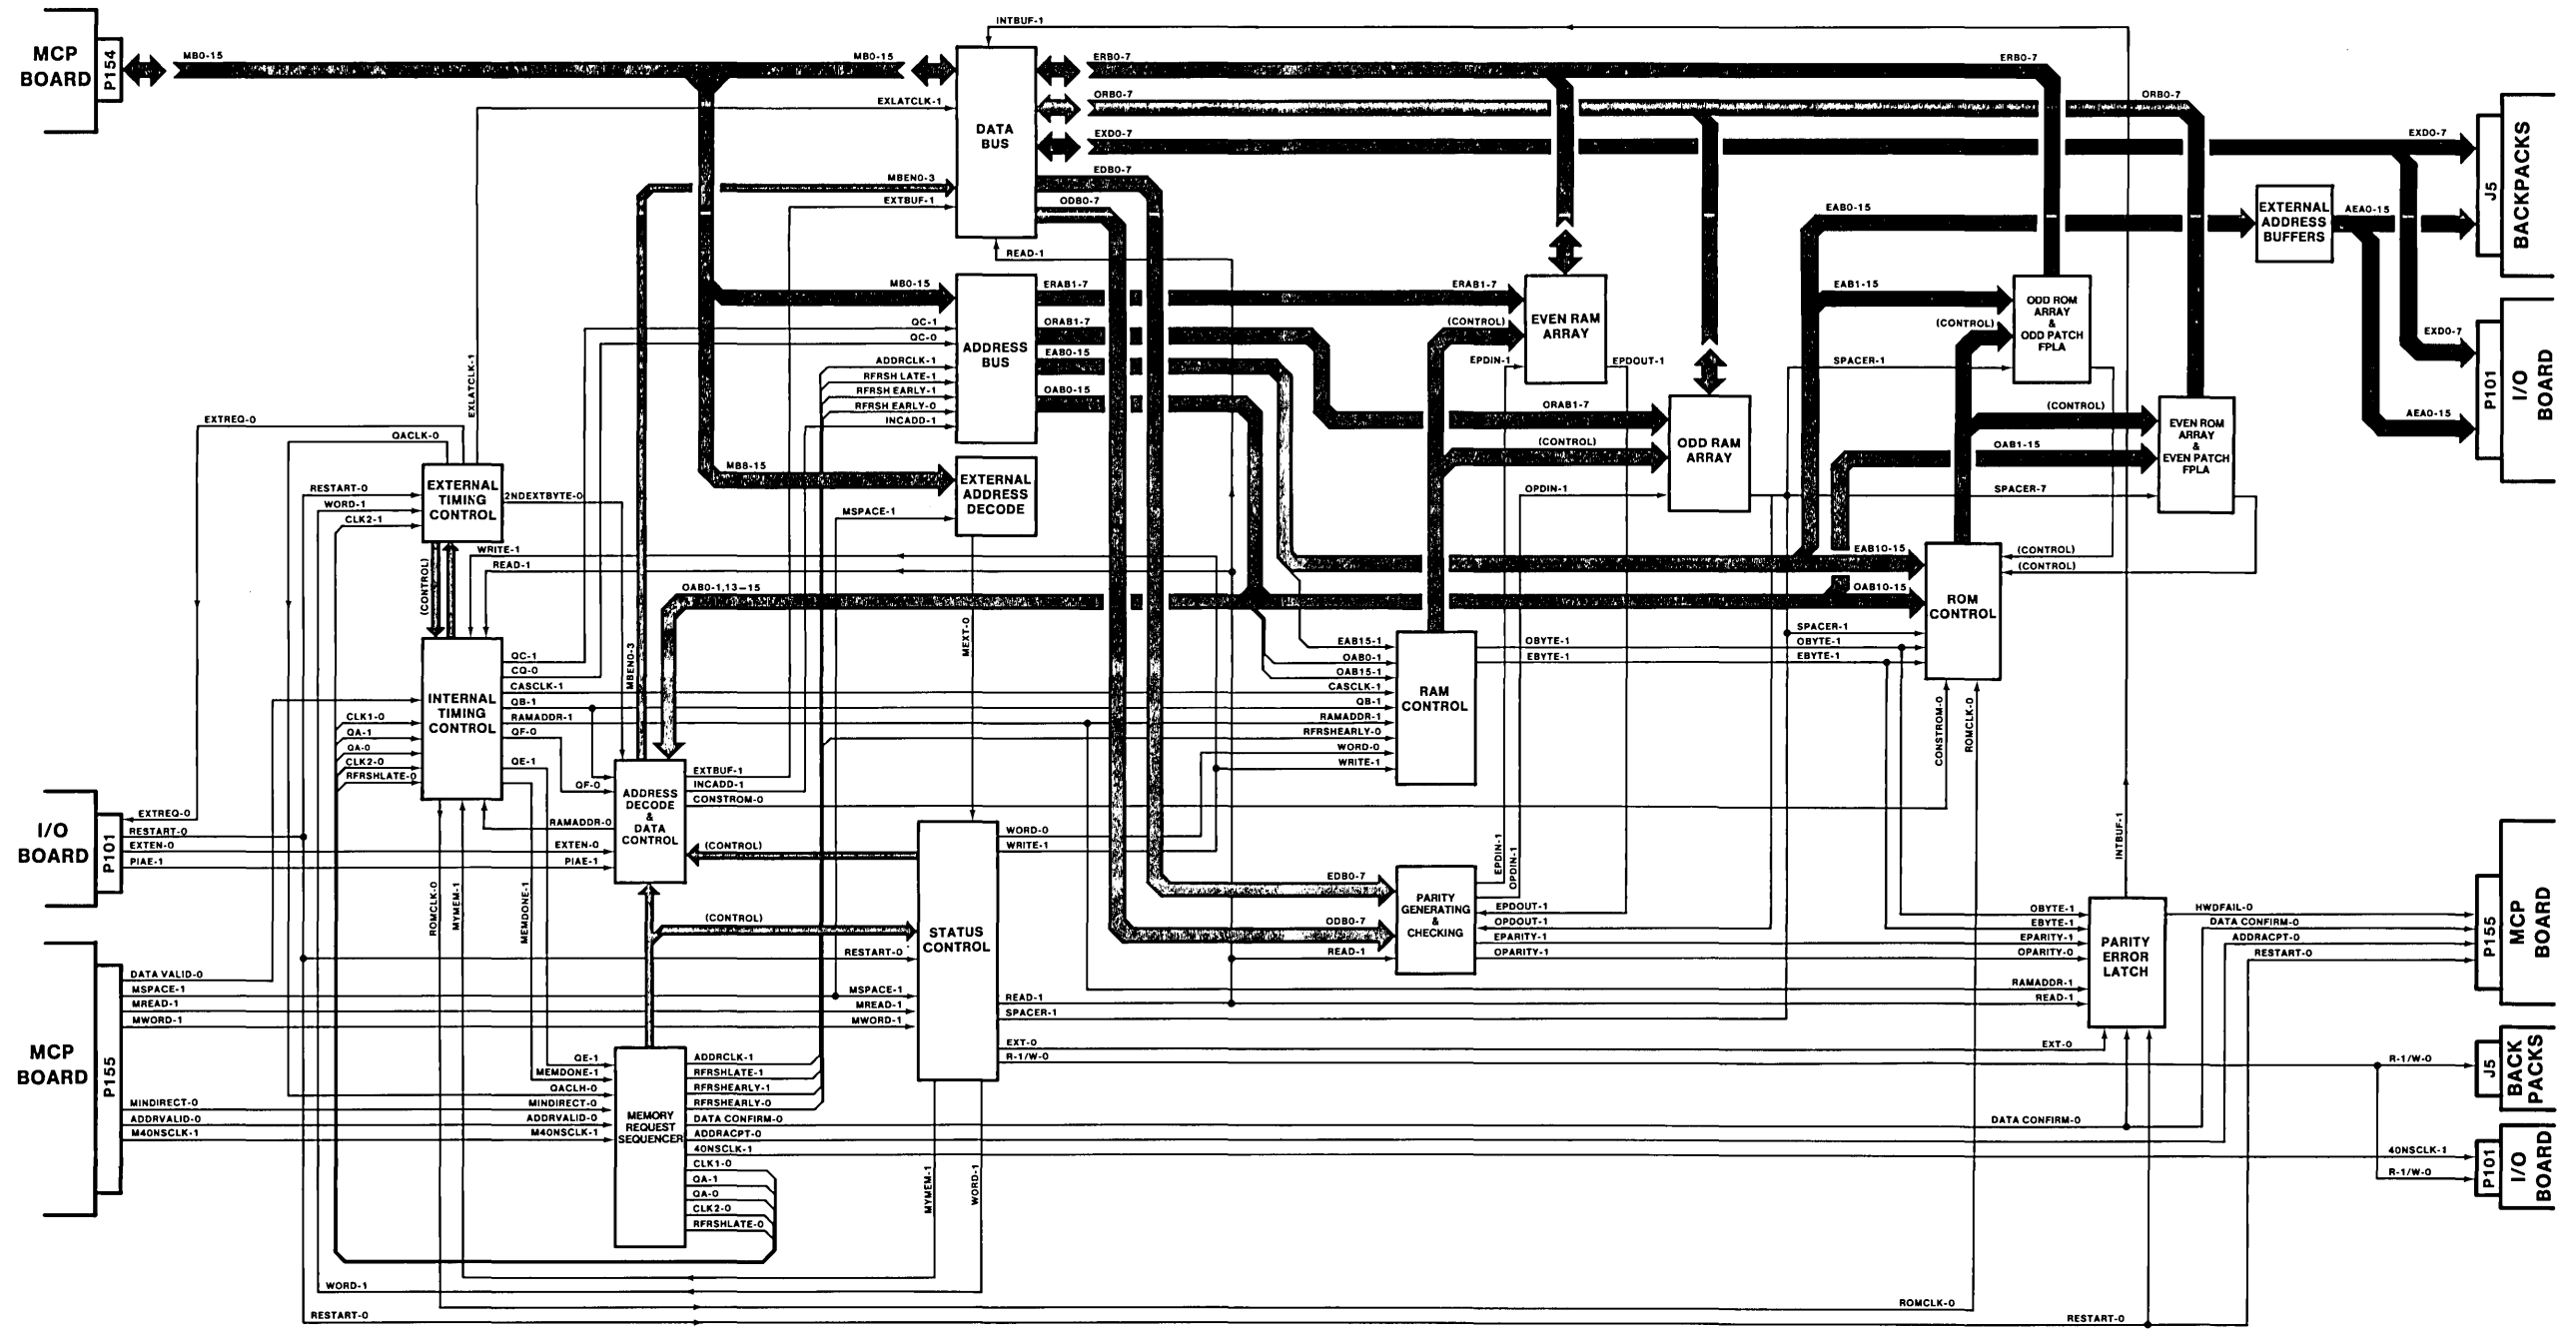 INTBUF-1
MCP
BOARD
P154
MB0-15
MB0-15
EXLATCLK-1
DATA
BUS
ERB0-7
ERB0-7
ORB0-7
ORB0-7
EXD0-7
EXD0-7
J5
BACKPACKS
MBEN0-3
EXTBUF-1
EDB0-7
ODB0-7
READ-1
EAB0-15
EXTERNAL
ADDRESS
BUFFERS
AEA0-15
MB0-15
QC-1
QC-0
ADDRCLK-1
RFRSH LATE-1
RFRSH EARLY-1
RFRSH EARLY-0
INCADD-1
ADDRESS
BUS
ERAB1-7
ORAB1-7
EAB0-15
OAB0-15
ERAB1-7
(CONTROL)
EPDIN-1
EVEN RAM
ARRAY
EPDOUT-1
EAB1-15
(CONTROL)
SPACER-1
ODD ROM
ARRAY
&
ODD PATCH
FPLA
EXD0-7
AEA0-15
P101
I/O
BOARD
ORAB1-7
(CONTROL)
OPDIN-1
ODD RAM
ARRAY
(CONTROL)
OAB1-15
SPACER-7
EVEN ROM
ARRAY
&
EVEN PATCH
FPLA
EXLATCLK-1
EXTREQ-0
QACLK-0
RESTART-0
WORD-1
CLK2-1
EXTERNAL
TIMING
CONTROL
2NDEXTBYTE-0
MB8-15
MSPACE-1
EXTERNAL
ADDRESS
DECODE
WRITE-1
READ-1
(CONTROL)
OAB0-1,13-15
MEXT-0
EAB10-15
OAB10-15
SPACER-1
OBYTE-1
EBYTE-1
ROM
CONTROL
(CONTROL)
(CONTROL)
CONSTROM-0
ROMCLK-0
CLK1-0
QA-1
QA-0
CLK2-0
RFRSHLATE-0
INTERNAL
TIMING
CONTROL
QC-1
CQ-0
CASCLK-1
QB-1
RAMADDR-1
QF-0
QE-1
MBEN0-3
EAB15-1
OAB0-1
OAB15-1
CASCLK-1
QB-1
RAMADDR-1
RFRSHEARLY-0
WORD-0
WRITE-1
RAM
CONTROL
OBYTE-1
EBYTE-1
QF-0
RAMADDR-0
EXTEN-0
PIAE-1
ADDRESS
DECODE
&
DATA
CONTROL
EXTBUF-1
INCADD-1
CONSTROM-0
(CONTROL)
I/O
BOARD
P101
EXTREQ-0
RESTART-0
EXTEN-0
PIAE-1
ROMCLK-0
MYMEM-1
MEMDONE-1
(CONTROL)
RESTART-0
MSPACE-1
MREAD-1
MWORD-1
STATUS
CONTROL
WORD-0
WRITE-1
READ-1
SPACER-1
EXT-0
R-1/W-0
EDB0-7
ODB0-7
READ-1
PARITY
GENERATING
&
CHECKING
EPDIN-1
OPDIN-1
EPDOUT-1
OPDOUT-1
EPARITY-1
OPARITY-1
INTBUF-1
OBYTE-1
EBYTE-1
EPARITY-1
OPARITY-0
RAMADDR-1
READ-1
EXT-0
PARITY
ERROR
LATCH
HWDFAIL-0
DATA CONFIRM-0
ADDRACPT-0
RESTART-0
P155
MCP
BOARD
MCP
BOARD
P155
DATA VALID-0
MSPACE-1
MREAD-1
MWORD-1
MINDIRECT-0
ADDRVALID-0
M40NSCLK-1
QE-1
MEMDONE-1
QACLH-0
MINDIRECT-0
ADDRVALID-0
M40NSCLK-1
MEMORY
REQUEST
SEQUENCER
ADDRCLK-1
RFRSHLATE-1
RFRSHEARLY-1
RFRSHEARLY-0
DATA CONFIRM-0
ADDRACPT-0
40NSCLK-1
CLK1-0
QA-1
QA-0
CLK2-0
RFRSHLATE-0
MYMEM-1
WORD-1
DATA CONFIRM-0
R-1/W-0
J5
BACK
PACKS
40NSCLK-1
R-1/W-0
P101
I/O
BOARD
WORD-1
ROMCLK-0
RESTART-0
RESTART-0